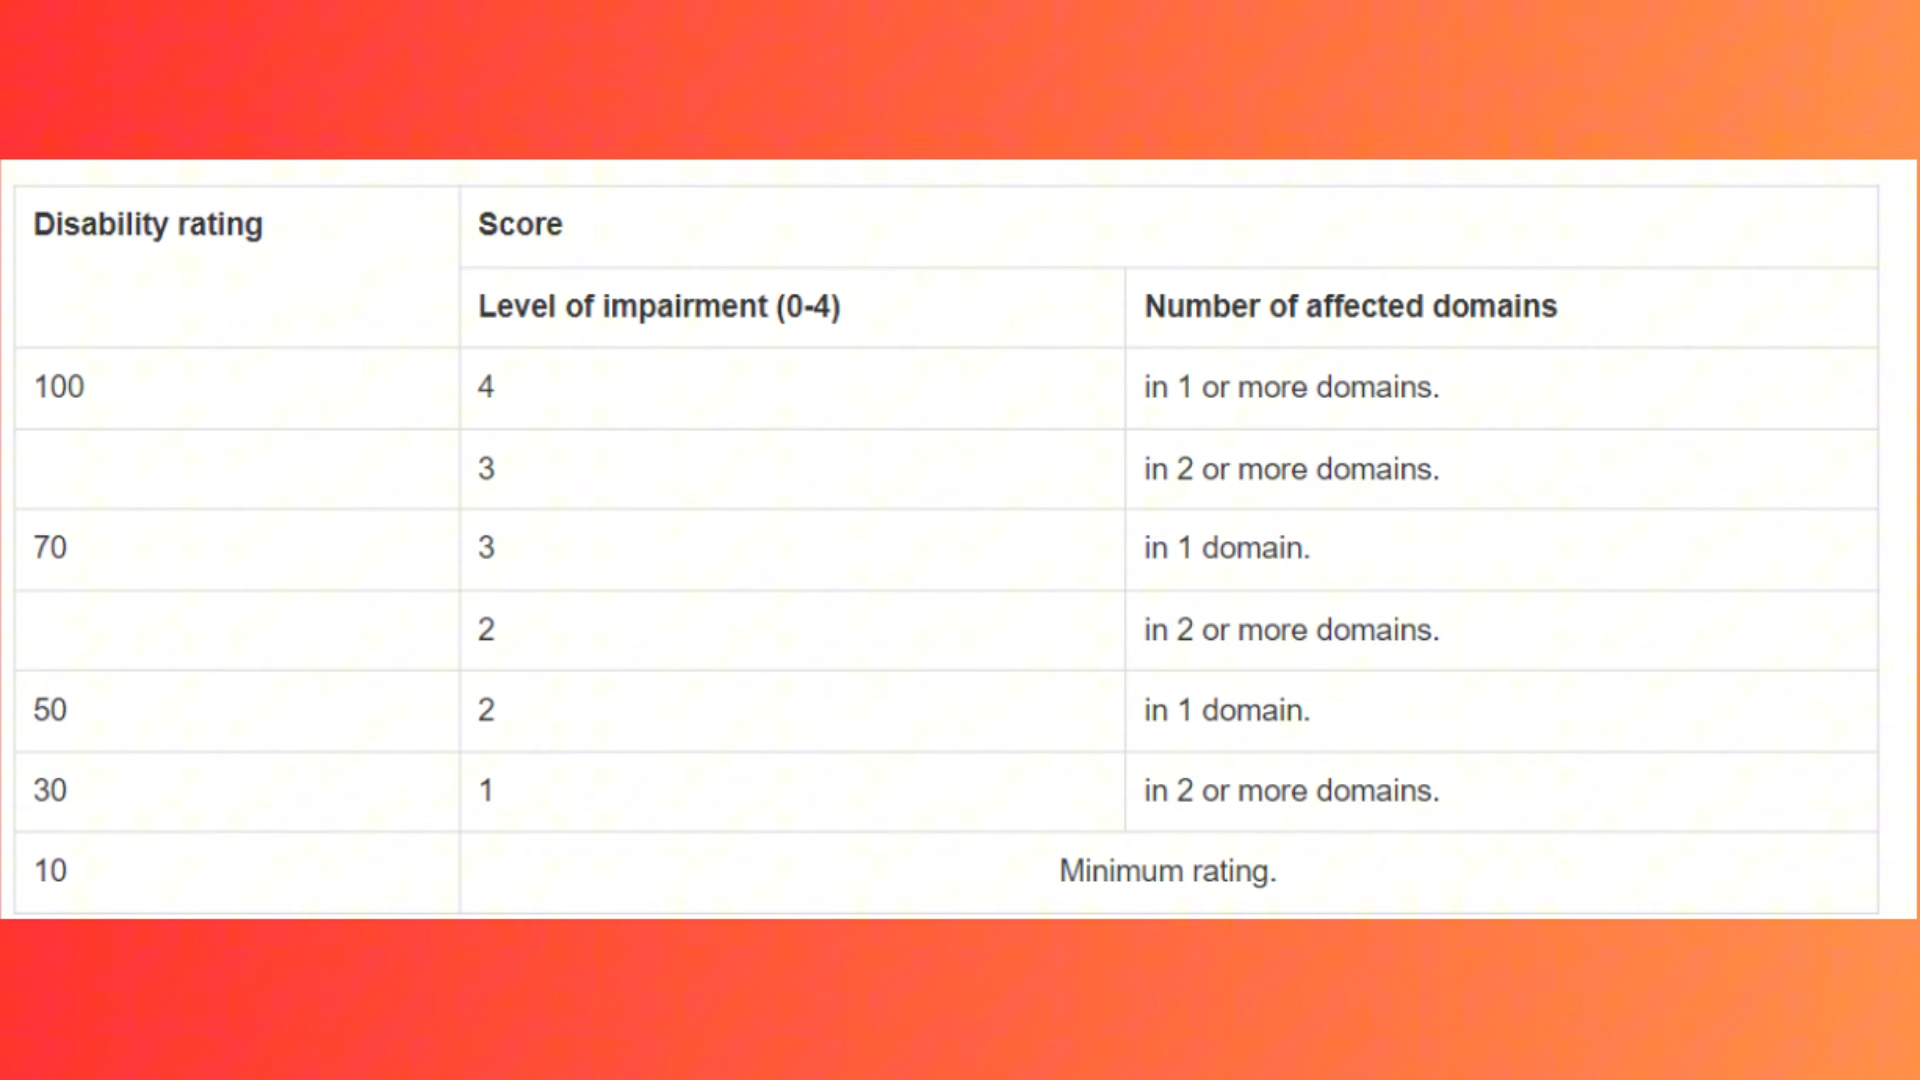 Disability rating
Score
Level of impairment (0-4)
Number of affected domains
100
4
in 1 or more domains.
3
in 2 or more domains.
70
3
in 1 domain.
2
in 2 or more domains.
50
2
in 1 domain.
30
1
in 2 or more domains.
10
Minimum rating.